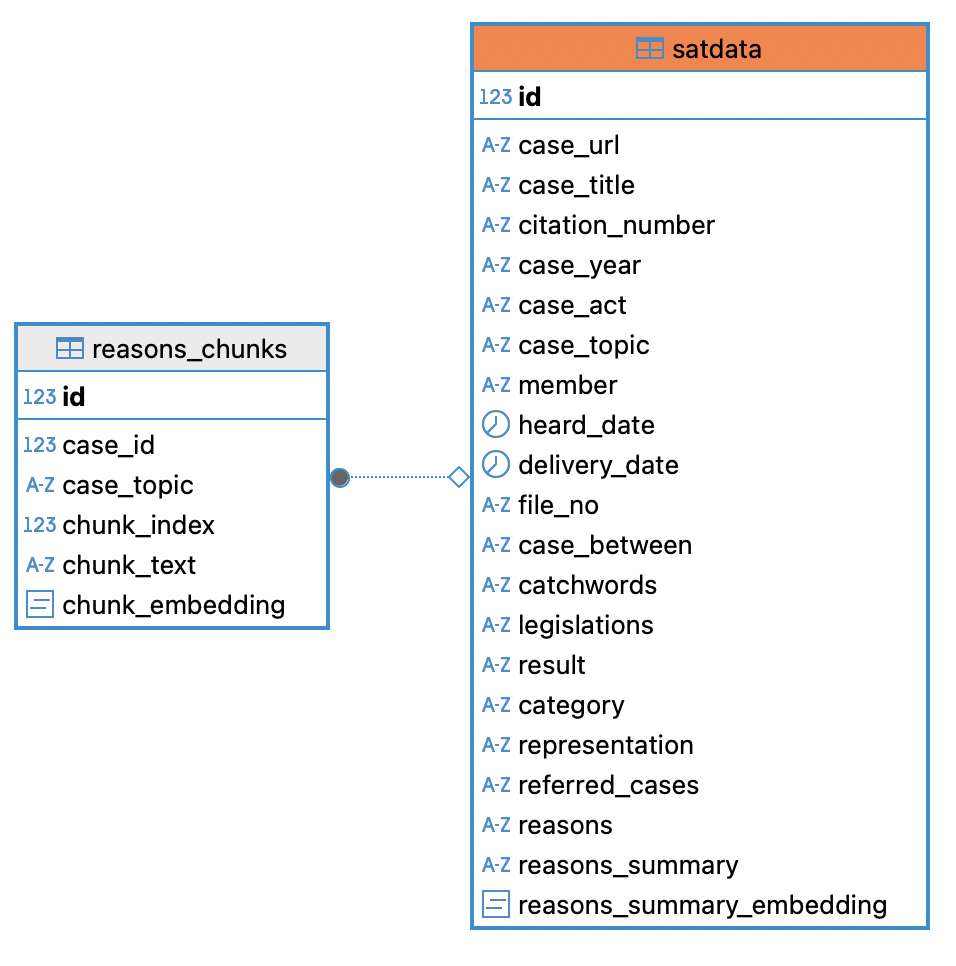 reasons_chunks
123 id
123 case_id
A-Z case_topic
123 chunk_index
A-Z chunk_text
chunk_embedding
satdata
123 id
A-Z case_url
A-Z case_title
A-Z citation_number
A-Z case_year
A-Z case_act
A-Z case_topic
A-Z member
heard_date
delivery_date
A-Z file_no
A-Z case_between
A-Z catchwords
A-Z legislations
A-Z result
A-Z category
A-Z representation
A-Z referred_cases
A-Z reasons
A-Z reasons_summary
reasons_summary_embedding